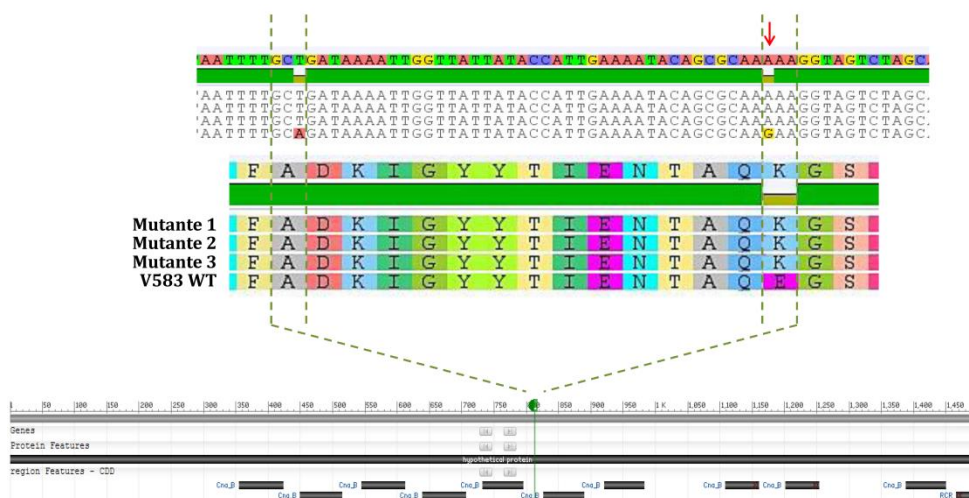 'AATTTTGCTGATAAAATTGGTTATTATACCATTGAAAATACAGCGCAAAAAGGTAGTCTAGC.
'AATTTTGCTGATAAAATTGGTTATTATACCATTGAAAATACAGCGCAAAAAGGTAGTCTAGC.
'AATTTTGCTGATAAAATTGGTTATTATACCATTGAAAATACAGCGCAAAAAGGTAGTCTAGC.
'AATTTTGCTGATAAAATTGGTTATTATACCATTGAAAATACAGCGCAAAAAGGTAGTCTAGC.
'AATTTTGCAGATAAAATTGGTTATTATACCATTGAAAATACAGCGCAAGAAGGTAGTCTAGC.
F A D K I G Y Y T I E N T A Q K G S
Mutante 1 F A D K I G Y Y T I E N T A Q K G S
Mutante 2 F A D K I G Y Y T I E N T A Q K G S
Mutante 3 F A D K I G Y Y T I E N T A Q K G S
V583 WT F A D K I G Y Y T I E N T A Q E G S
1 50 100 150 200 250 300 350 400 450 500 550 600 650 700 750 850 900 950 1 K 1,050 1,100 1,150 1,200 1,250 1,300 1,350 1,400 1,450
Genes
Protein Features
hypothetical protein
region Features - CDD
Cna_B Cna_B Cna_B Cna_B Cna_B Cna_B Cna_B
Cna_B Cna_B Cna_B RCR